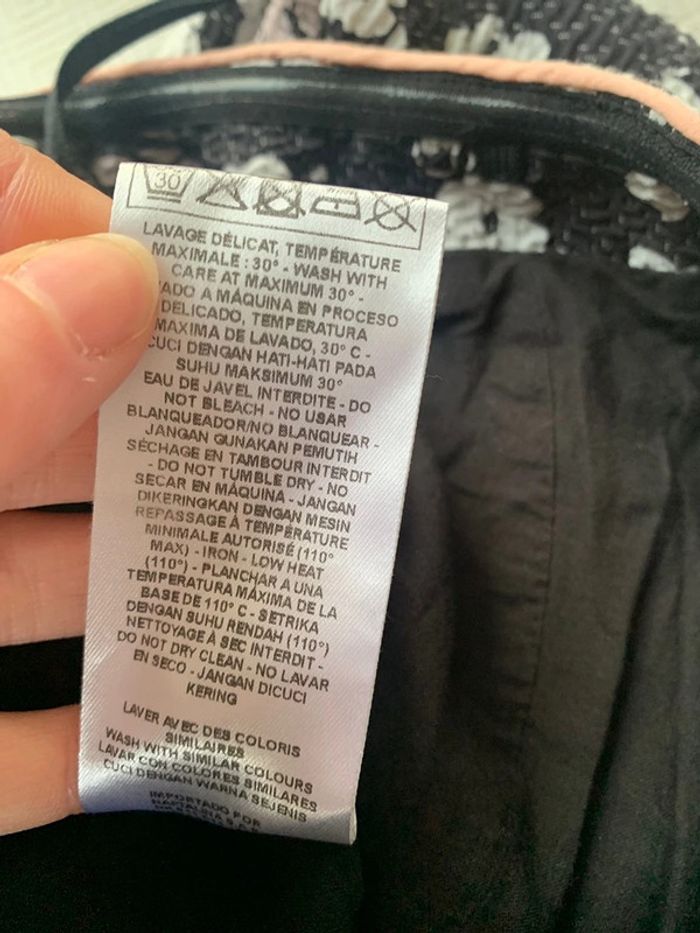 30
LAVAGE DÉLICAT, TEMPÉRATURE
MAXIMALE : 30° - WASH WITH
CARE AT MAXIMUM 30° -
ADO A MÁQUINA EN PROCESO
DELICADO, TEMPERATURA
MAXIMA DE LAVADO, 30° C -
CUCI DENGAN HATI-HATI PADA
SUHU MAKSIMUM 30°
EAU DE JAVEL INTERDITE - DO
NOT BLEACH - NO USAR
BLANQUEADOR/NO BLANQUEAR -
JANGAN GUNAKAN PEMUTIH
SÉCHAGE EN TAMBOUR INTERDIT
- DO NOT TUMBLE DRY - NO
SECAR EN MÁQUINA - JANGAN
DIKERINGKAN DENGAN MESIN
REPASSAGE À TEMPÉRATURE
MINIMALE AUTORISÉ (110°
MAX) - IRON - LOW HEAT
(110°) - PLANCHAR A UNA
TEMPERATURA MÁXIMA DE LA
BASE DE 110° C - SETRIKA
DENGAN SUHU RENDAH (110°)
NETTOYAGE À SEC INTERDIT -
DO NOT DRY CLEAN - NO LAVAR
EN SECO - JANGAN DICUCI
KERING
LAVER AVEC DES COLORIS
SIMILAIRES
WASH WITH SIMILAR COLOURS
LAVAR CON COLORES SIMILARES
CUCI DENGAN WARNA SEJENIS
IMPORTADO POR